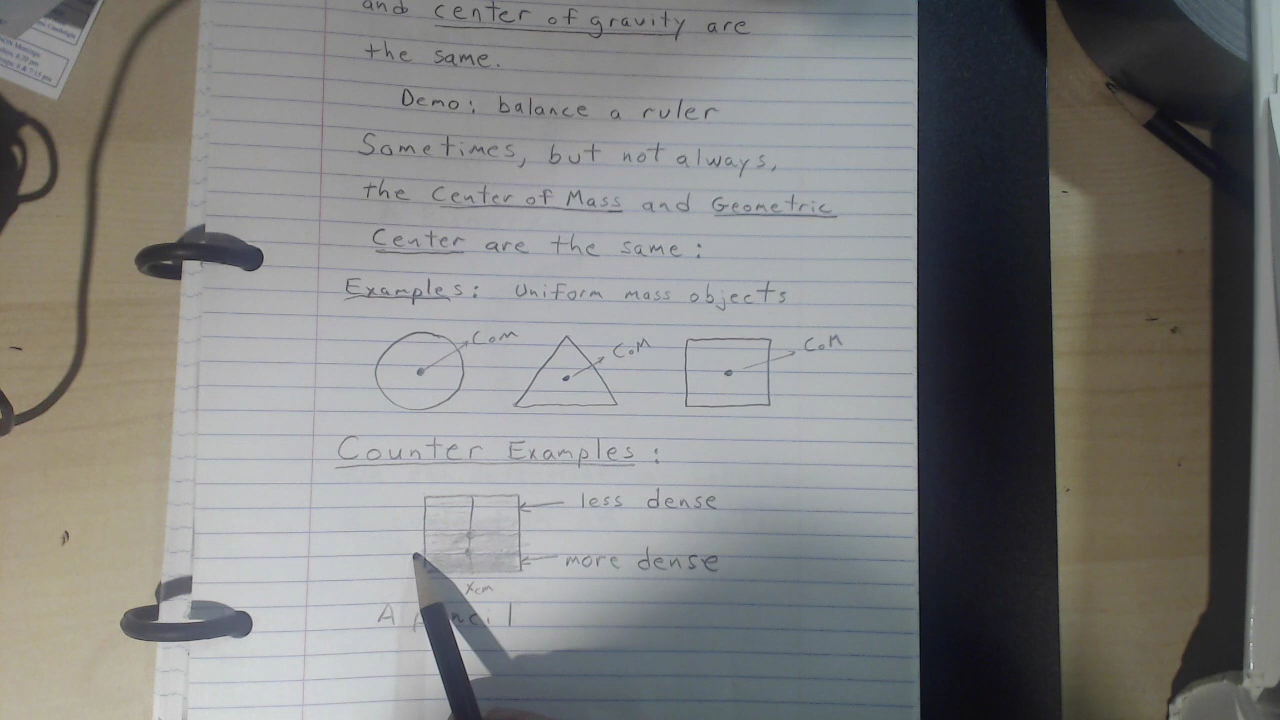 and center of gravity are
the same.
Demo: balance a ruler
Sometimes, but not always,
the Center of Mass and Geometric
Center are the same:
Examples: Uniform mass objects
CoM CoM CoM
Counter Examples:
less dense
more dense
xcm
A pencil